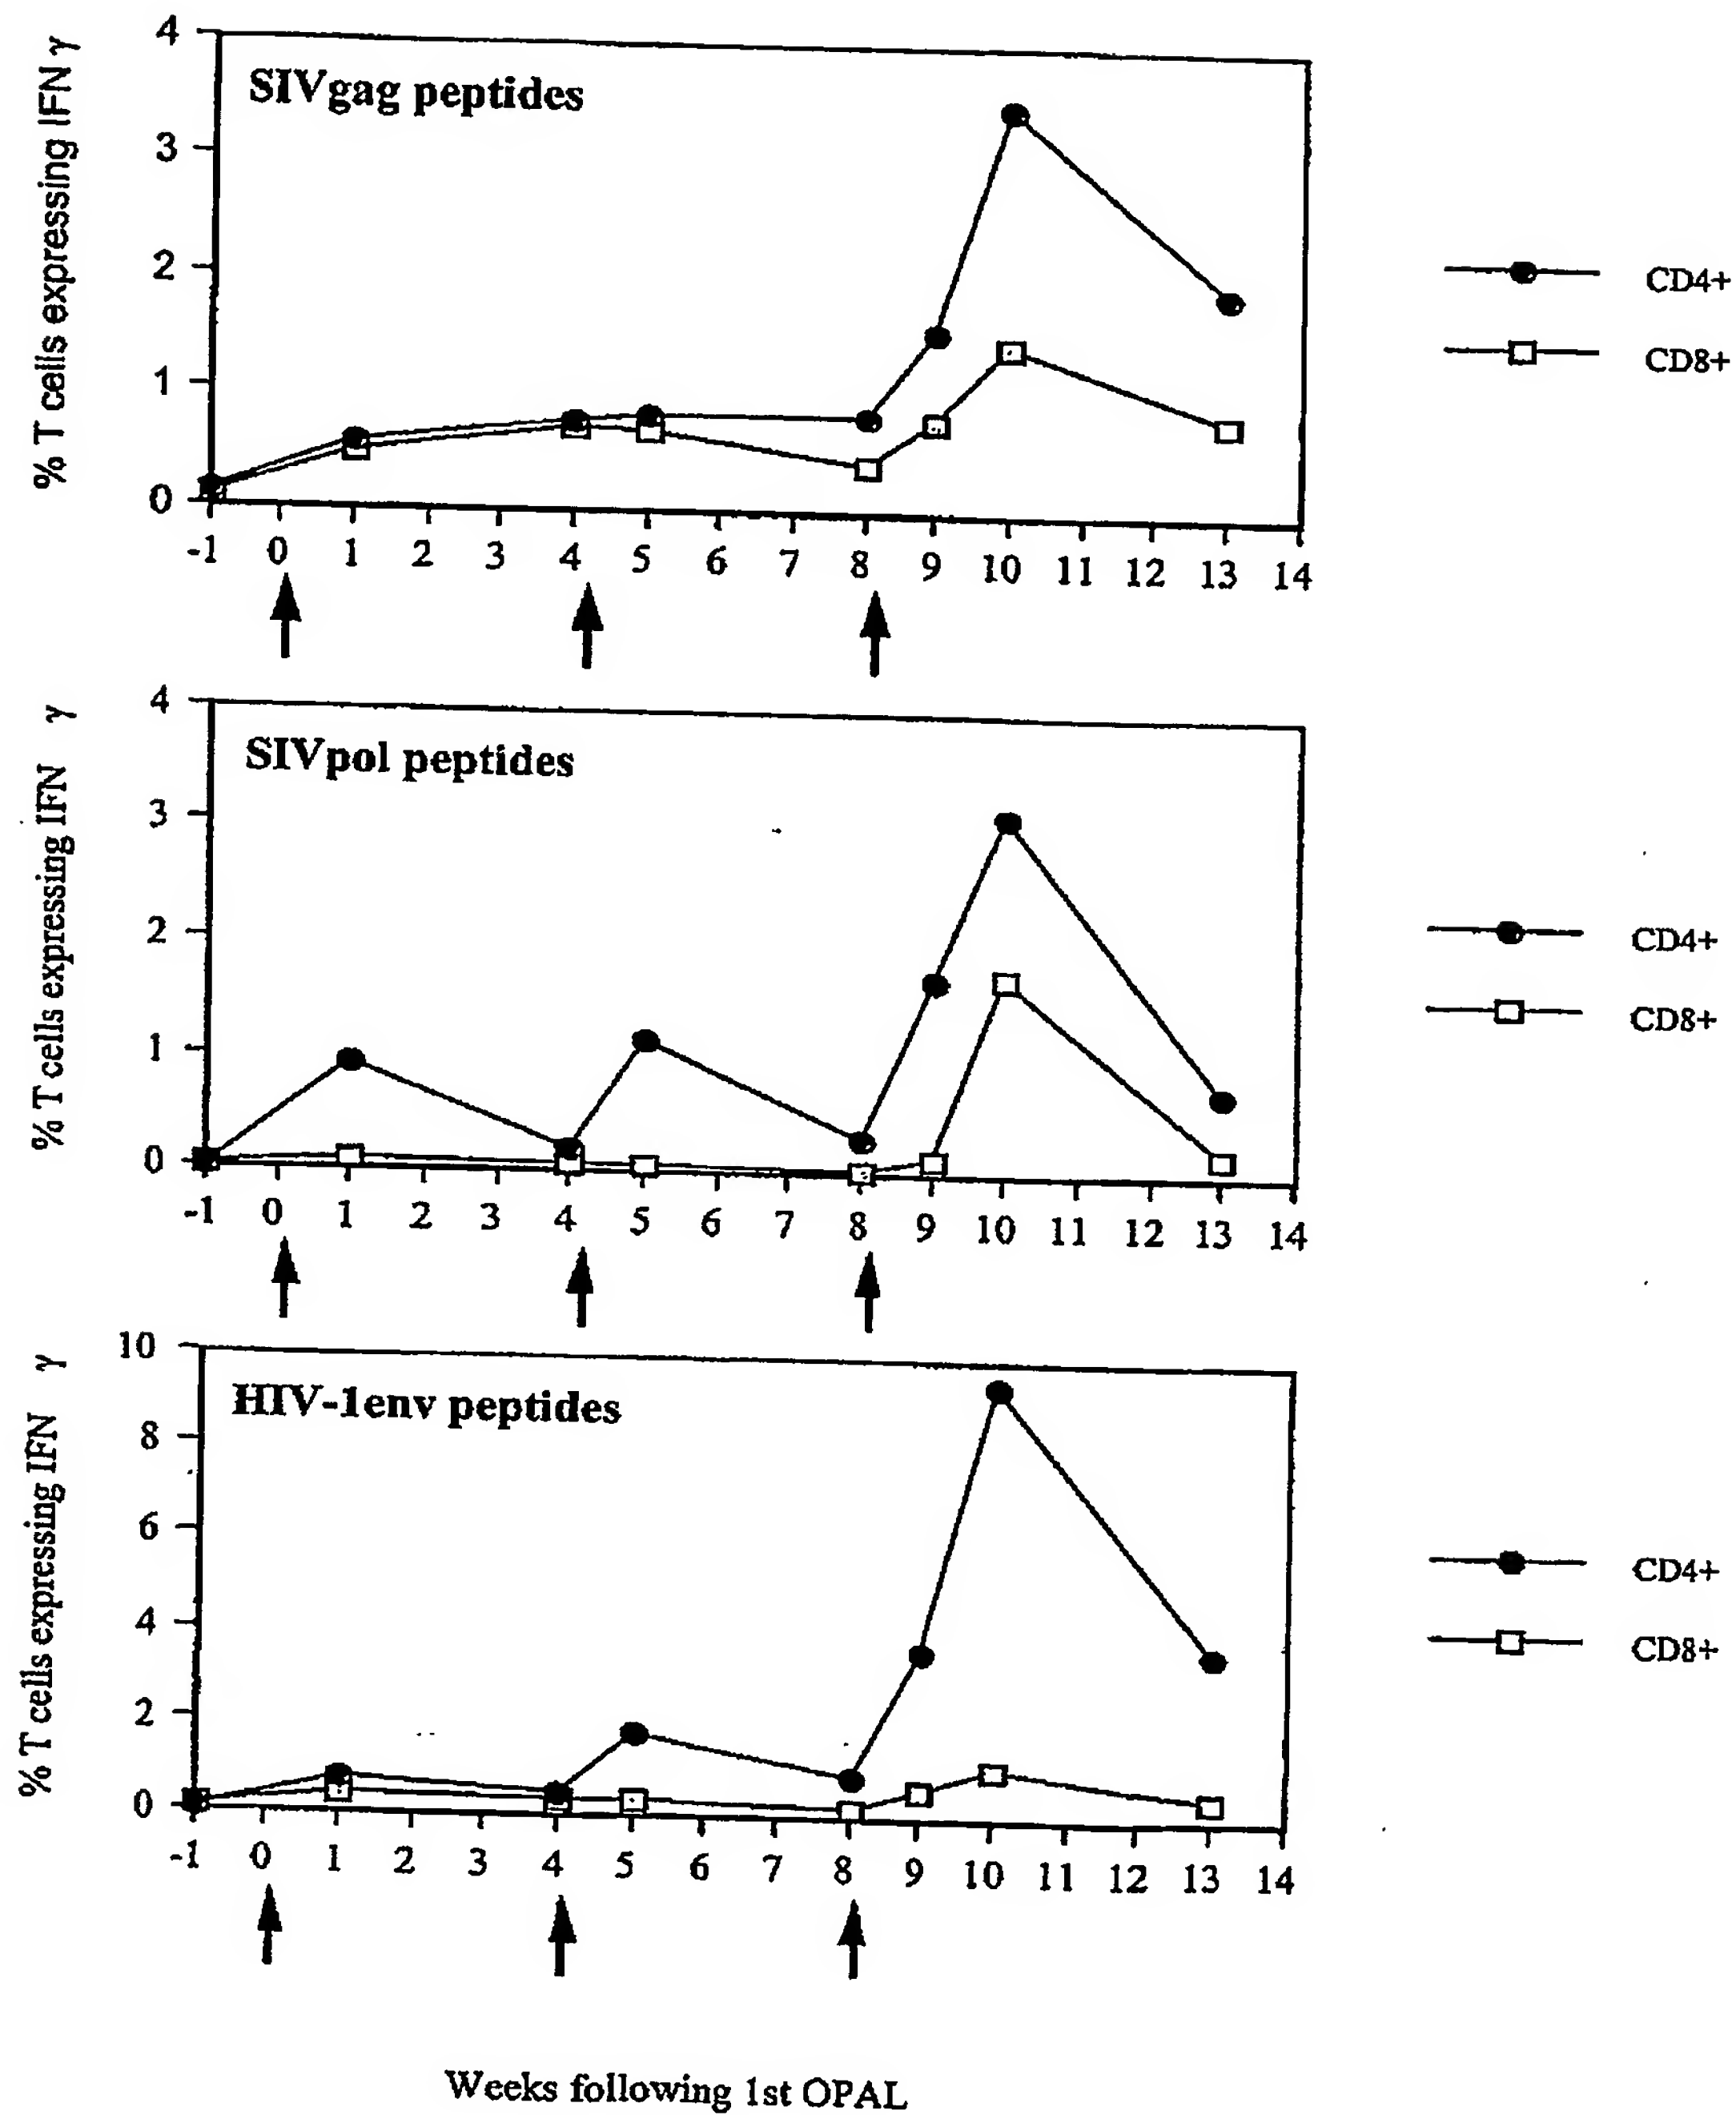 % T cells expressing IFN γ
4
3
2
1
0
SIVgag peptides
CD4+
CD8+
-1 0 1 2 3 4 5 6 7 8 9 10 11 12 13 14
% T cells expressing IFN γ
4
3
2
1
0
SIVpol peptides
CD4+
CD8+
-1 0 1 2 3 4 5 6 7 8 9 10 11 12 13 14
% T cells expressing IFN γ
10
8
6
4
2
0
HIV-1env peptides
CD4+
CD8+
-1 0 1 2 3 4 5 6 7 8 9 10 11 12 13 14
Weeks following 1st OPAL